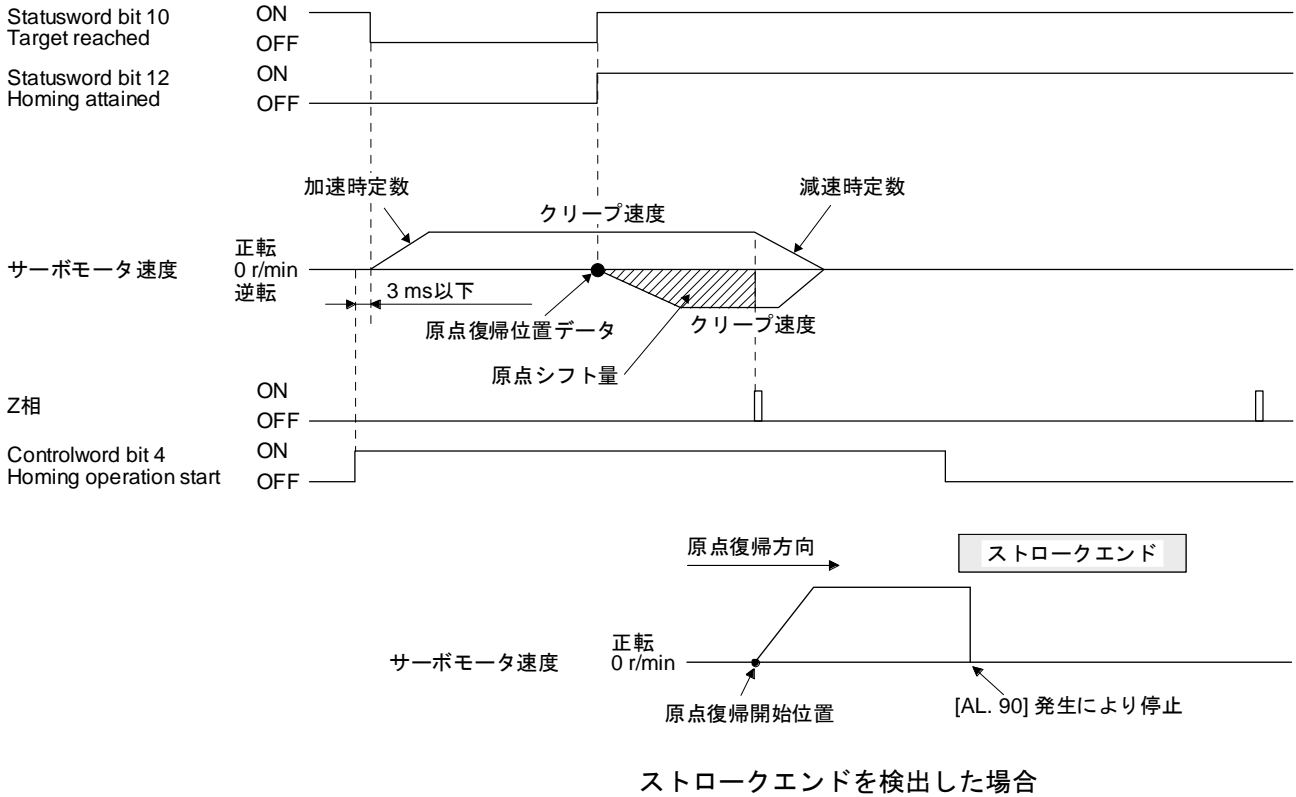 Statusword bit 10
Target reached
ON
OFF
Statusword bit 12
Homing attained
ON
OFF
加速時定数
減速時定数
クリープ速度
サーボモータ速度
正転
0 r/min
逆転
3 ms以下
原点復帰位置データ
クリープ速度
原点シフト量
Z相
ON
OFF
Controlword bit 4
Homing operation start
ON
OFF
原点復帰方向
ストロークエンド
サーボモータ速度
正転
0 r/min
原点復帰開始位置
[AL. 90] 発生により停止
ストロークエンドを検出した場合